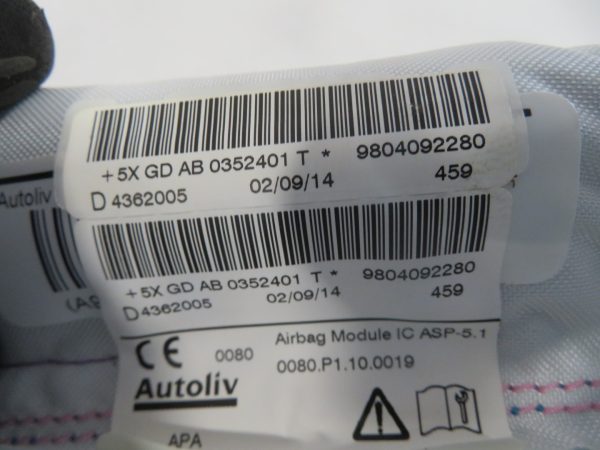 +5X GD AB 0352401 T * 9804092280
D 4362005 02/09/14 459
Autoliv
+5X GD AB 0352401 T * 9804092280
D 4362005 02/09/14 459
CE 0080 Airbag Module IC ASP-5.1
0080.P1.10.0019
Autoliv
APA